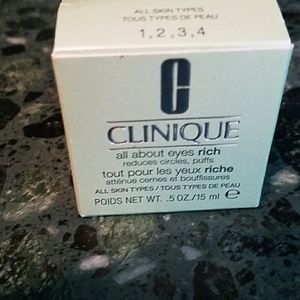 ALL SKIN TYPES
TOUS TYPES DE PEAU
1, 2, 3, 4
C
CLINIQUE
all about eyes rich
reduces circles, puffs
tout pour les yeux riche
atténue cernes et bouffissures
ALL SKIN TYPES / TOUS TYPES DE PEAU
POIDS NET WT. .5 OZ./15 ml ℮